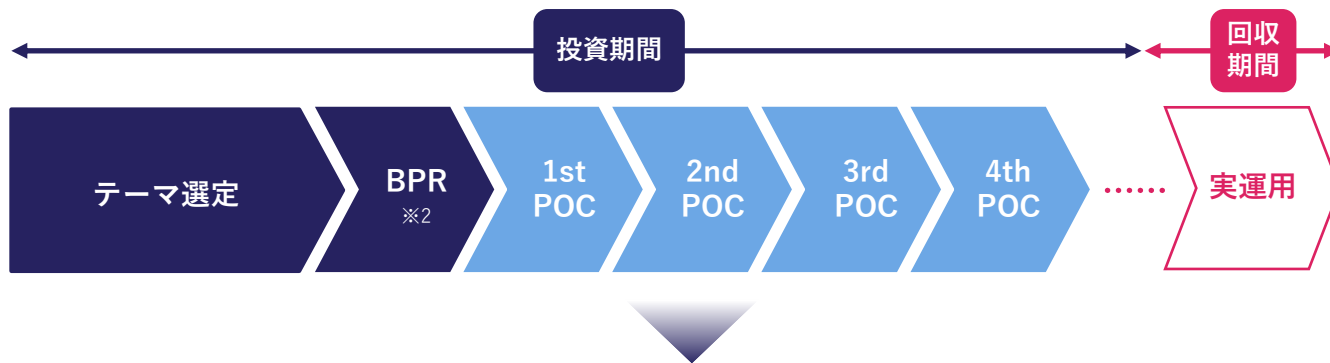 投資期間
回収
期間
テーマ選定
BPR
※2
1st
POC
2nd
POC
3rd
POC
4th
POC
……
実運用